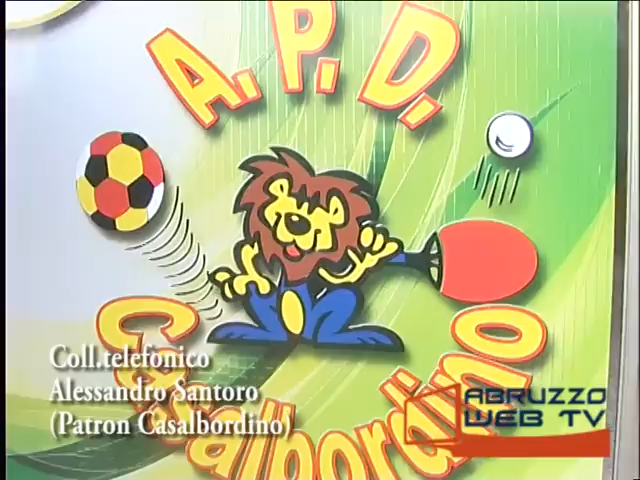 A.P.D.
Casalbordino
Coll.telefonico
Alessandro Santoro
(Patron Casalbordino)
ABRUZZO
WEB TV